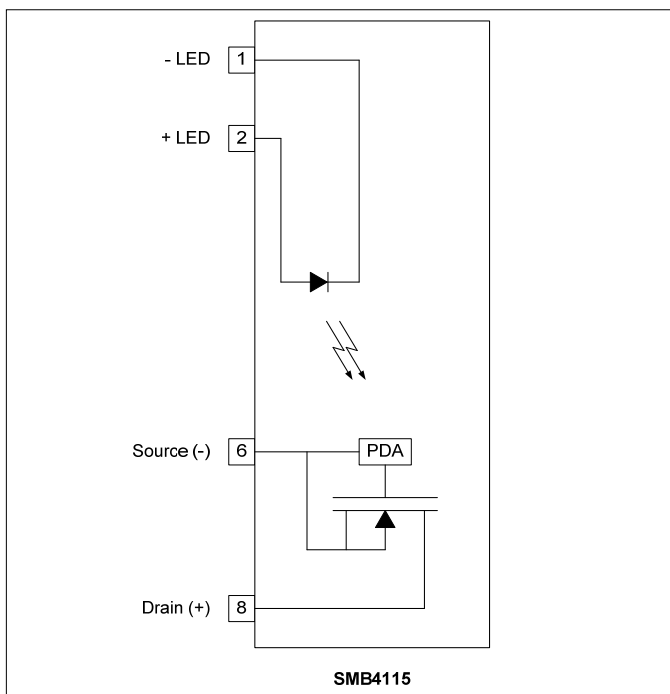 - LED 1
+ LED 2
Source (-) 6 PDA
Drain (+) 8
SMB4115